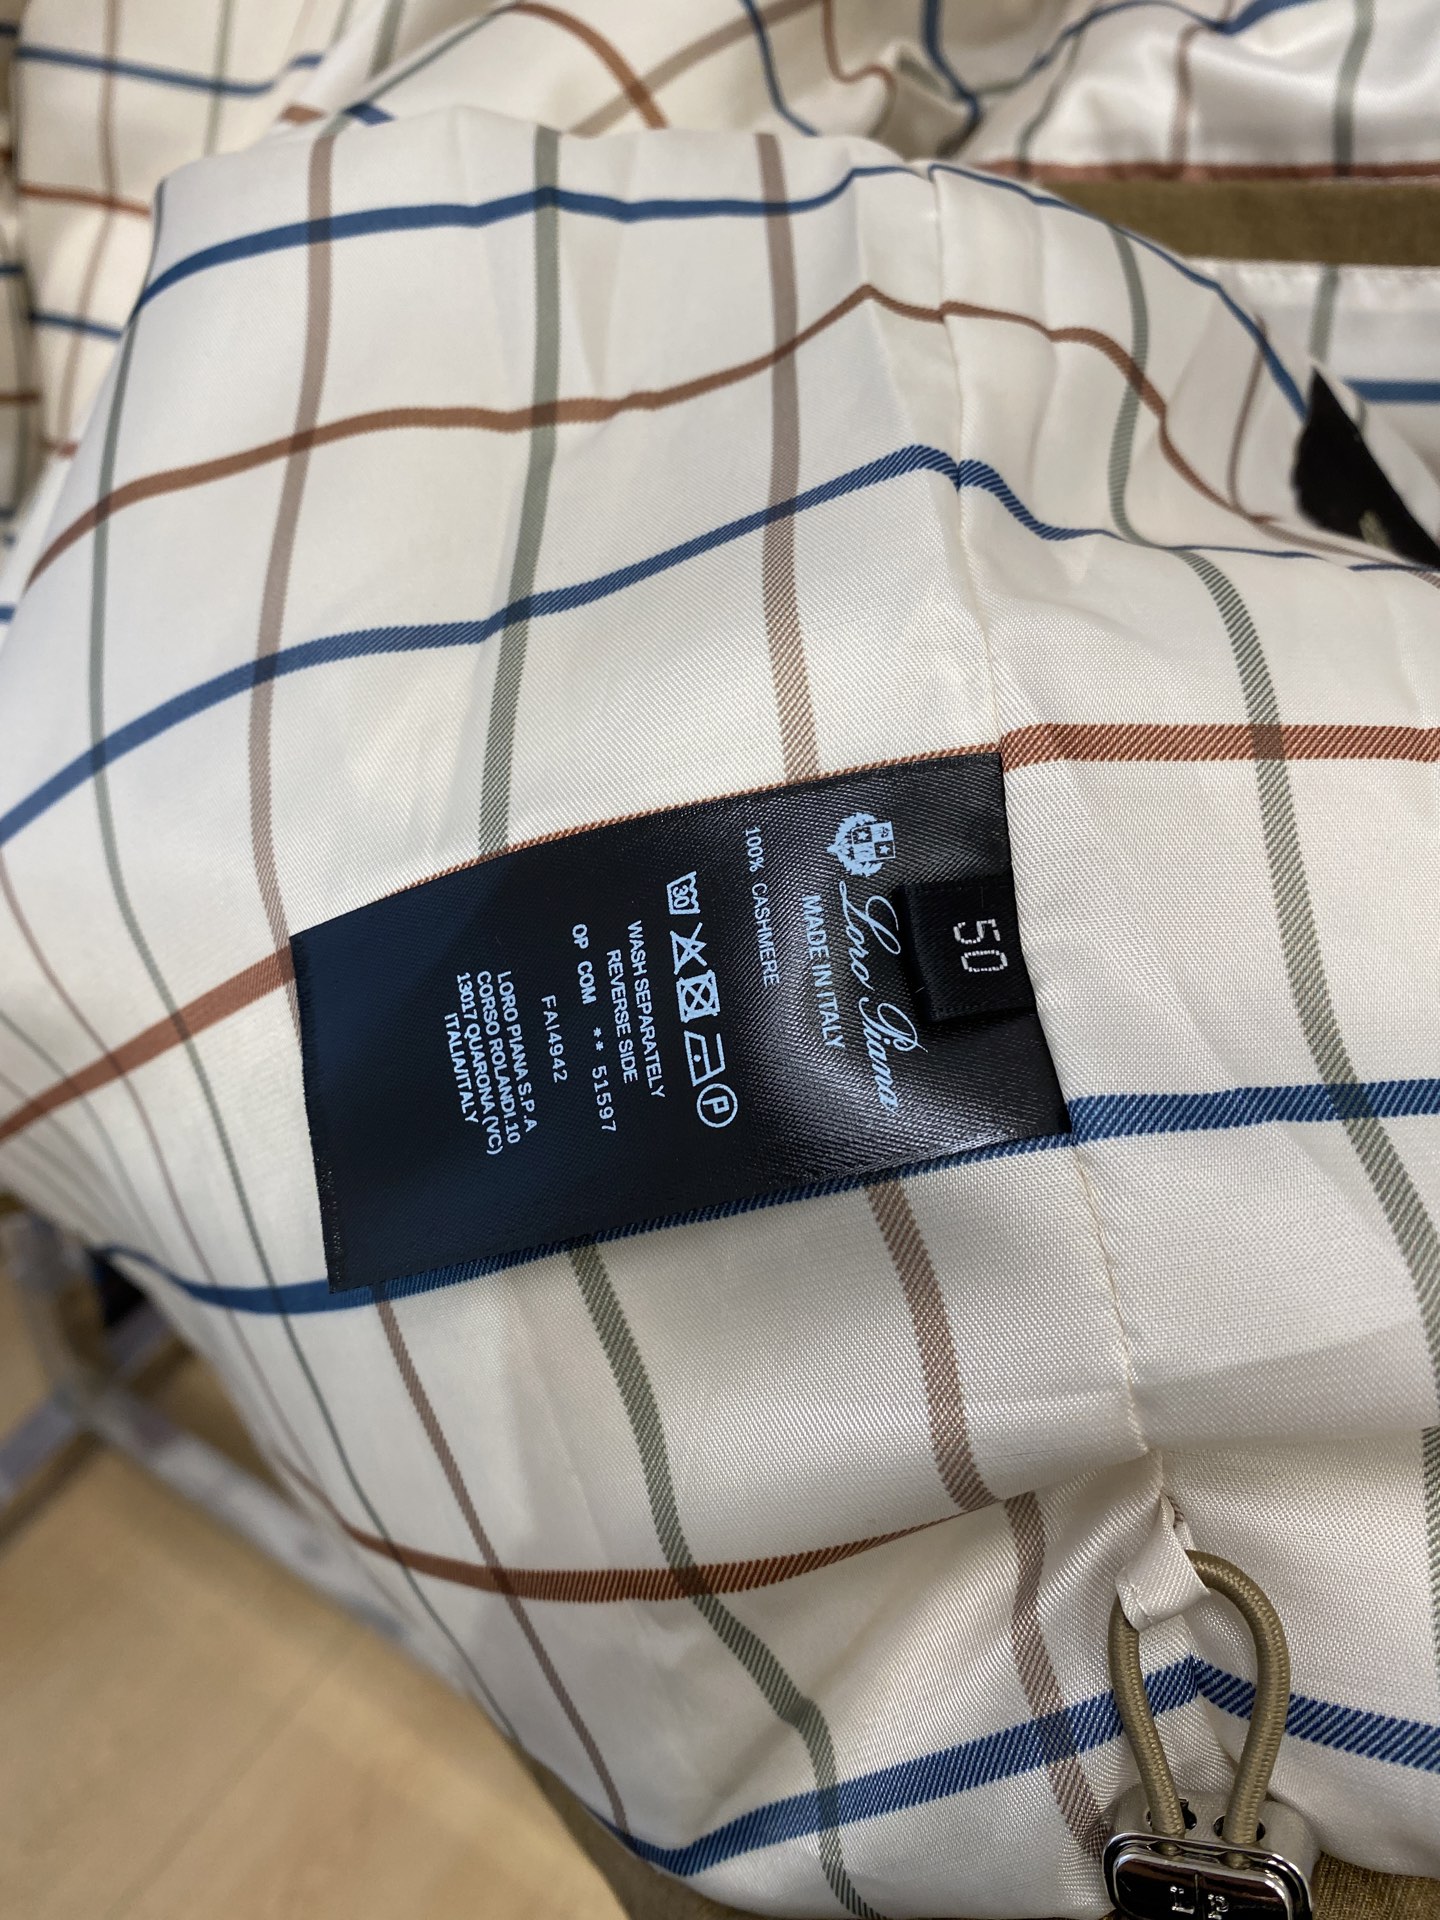 50
Loro Piana
MADE IN ITALY
100% CASHMERE
30
P
WASH SEPARATELY
REVERSE SIDE
OP COM ** 51597
FAI4942
LORO PIANA S.P.A
CORSO ROLANDI.10
13017 QUARONA (VC)
ITALIA/ITALY